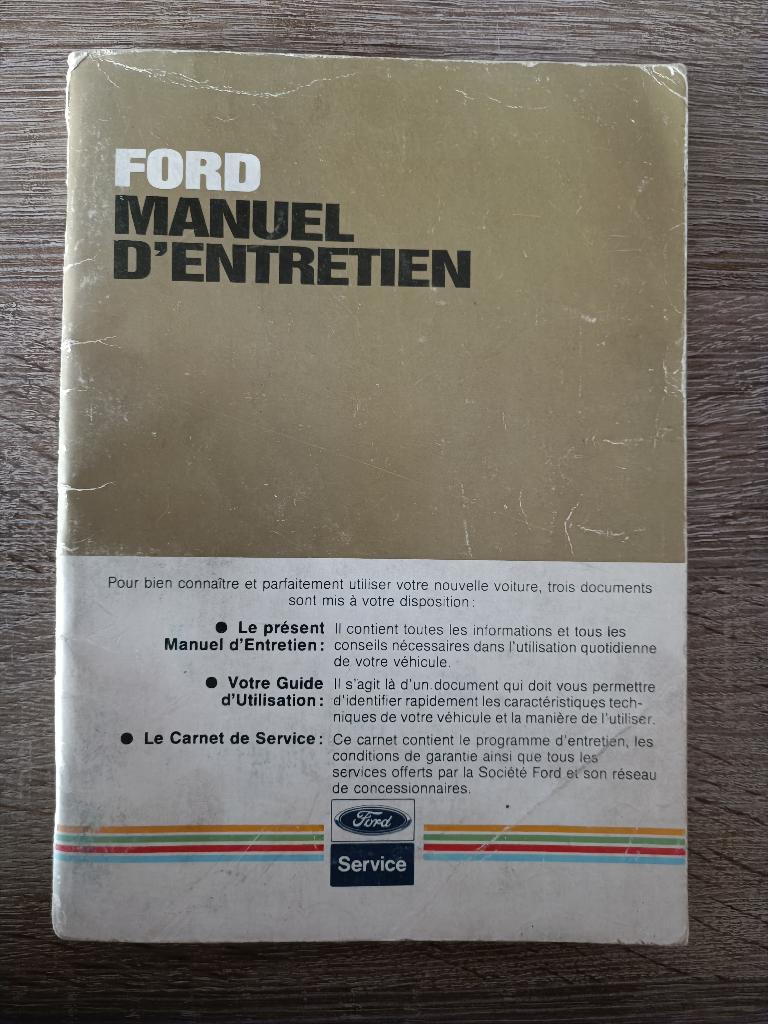 FORD
MANUEL
D'ENTRETIEN
Pour bien connaître et parfaitement utiliser votre nouvelle voiture, trois documents
sont mis à votre disposition :
● Le présent Il contient toutes les informations et tous les
Manuel d'Entretien : conseils nécessaires dans l'utilisation quotidienne
de votre véhicule.
● Votre Guide Il s'agit là d'un document qui doit vous permettre
d'Utilisation : d'identifier rapidement les caractéristiques tech-
niques de votre véhicule et la manière de l'utiliser.
● Le Carnet de Service : Ce carnet contient le programme d'entretien, les
conditions de garantie ainsi que tous les
services offerts par la Société Ford et son réseau
de concessionnaires.
Ford
Service